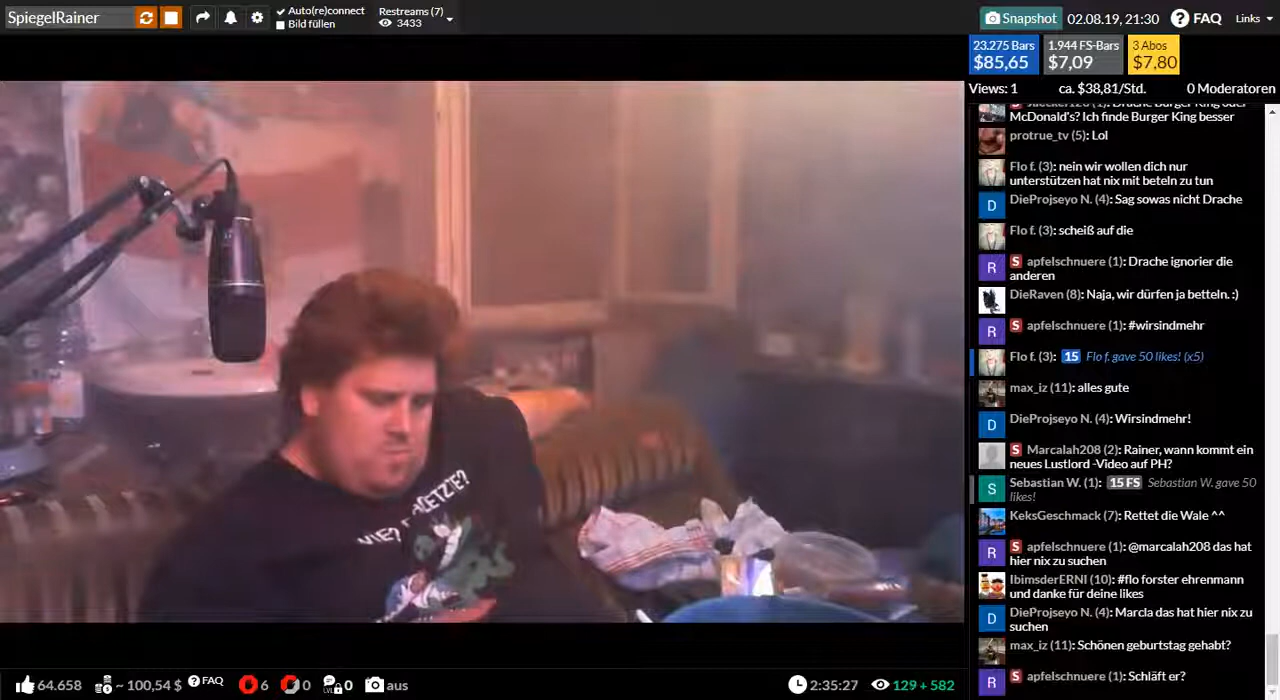 SpiegelRainer
Auto(re)connect
Bild füllen
Restreams (7)
3433
Snapshot
02.08.19, 21:30
FAQ
Links
23.275 Bars
$85,65
1.944 FS-Bars
$7,09
3 Abos
$7,80
Views: 1
ca. $38,81/Std.
0 Moderatoren
McDonald's? Ich finde Burger King besser
protrue_tv (5): Lol
Flo f. (3): nein wir wollen dich nur
unterstützen hat nix mit beteln zu tun
D
DieProjseyo N. (4): Sag sowas nicht Drache
Flo f. (3): scheiß auf die
R
S apfelschnuere (1): Drache ignorier die
anderen
DieRaven (8): Naja, wir dürfen ja betteln. :)
R
S apfelschnuere (1): #wirsindmehr
Flo f. (3): 15 Flo f. gave 50 likes! (x5)
max_iz (11): alles gute
D
DieProjseyo N. (4): Wirsindmehr!
S Marcalah208 (2): Rainer, wann kommt ein
neues Lustlord -Video auf PH?
S
Sebastian W. (1): 15 FS Sebastian W. gave 50
likes!
KeksGeschmack (7): Rettet die Wale ^^
R
S apfelschnuere (1): @marcalah208 das hat
hier nix zu suchen
IbimsderERNI (10): #flo forster ehrenmann
und danke für deine likes
D
DieProjseyo N. (4): Marcla das hat hier nix zu
suchen
max_iz (11): Schönen geburtstag gehabt?
R
S apfelschnuere (1): Schläft er?
64.658
~ 100,54 $
FAQ
6
0
LVL
0
aus
2:35:27
129 + 582